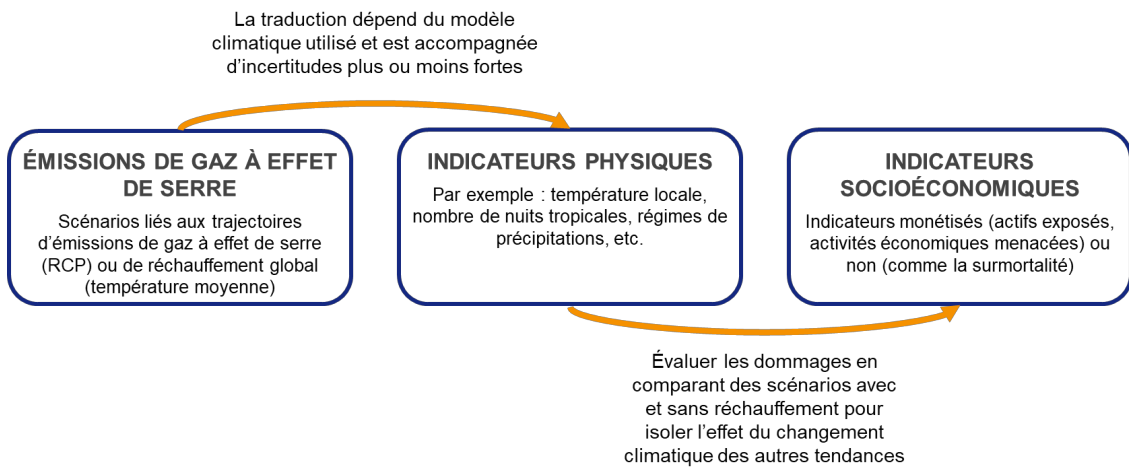 La traduction dépend du modèle
climatique utilisé et est accompagnée
d'incertitudes plus ou moins fortes
ÉMISSIONS DE GAZ À EFFET
DE SERRE
Scénarios liés aux trajectoires
d'émissions de gaz à effet de serre
(RCP) ou de réchauffement global
(température moyenne)
INDICATEURS PHYSIQUES
Par exemple : température locale,
nombre de nuits tropicales, régimes de
précipitations, etc.
INDICATEURS
SOCIOÉCONOMIQUES
Indicateurs monétisés (actifs exposés,
activités économiques menacées) ou
non (comme la surmortalité)
Évaluer les dommages en
comparant des scénarios avec
et sans réchauffement pour
isoler l'effet du changement
climatique des autres tendances